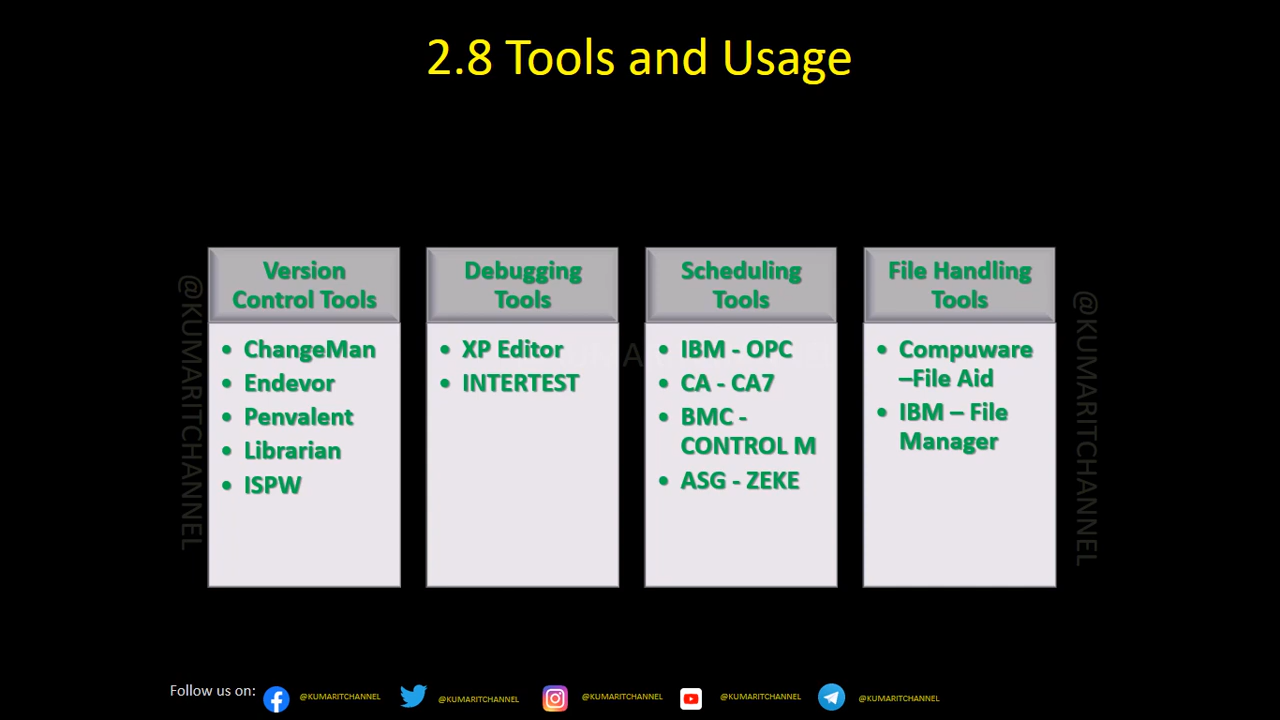 2.8 Tools and Usage
Version
Control Tools
• ChangeMan
• Endevor
• Penvalent
• Librarian
• ISPW
Debugging
Tools
• XP Editor
• INTERTEST
Scheduling
Tools
• IBM - OPC
• CA - CA7
• BMC -
CONTROL M
• ASG - ZEKE
File Handling
Tools
• Compuware
–File Aid
• IBM – File
Manager
@KUMARITCHANNEL
@KUMARITCHANNEL
Follow us on:
@KUMARITCHANNEL
@KUMARITCHANNEL
@KUMARITCHANNEL
@KUMARITCHANNEL
@KUMARITCHANNEL